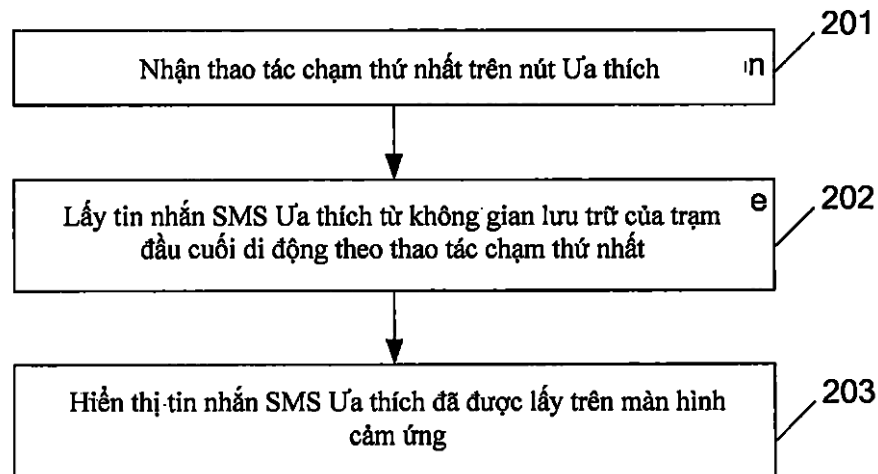 201
Nhận thao tác chạm thứ nhất trên nút Ưa thích
n
202
Lấy tin nhắn SMS Ưa thích từ không gian lưu trữ của trạm
e
đầu cuối di động theo thao tác chạm thứ nhất
203
Hiển thị tin nhắn SMS Ưa thích đã được lấy trên màn hình
cảm ứng